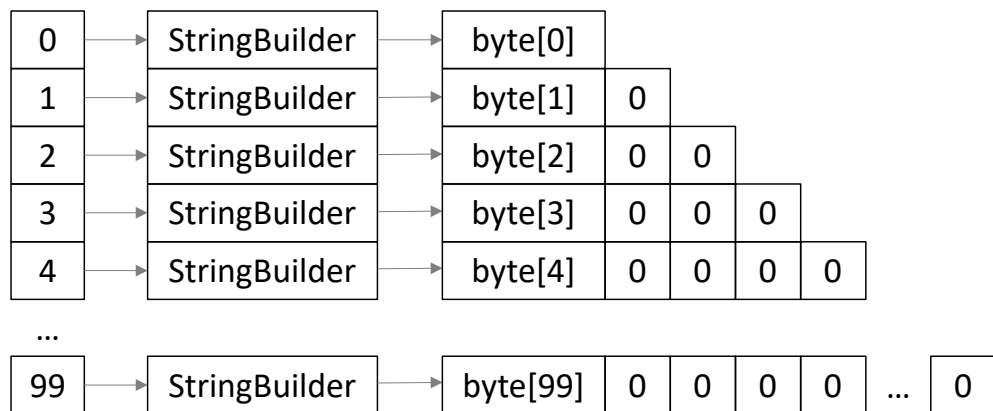 0 StringBuilder byte[0]
1 StringBuilder byte[1] 0
2 StringBuilder byte[2] 0 0
3 StringBuilder byte[3] 0 0 0
4 StringBuilder byte[4] 0 0 0 0
...
99 StringBuilder byte[99] 0 0 0 0 ... 0